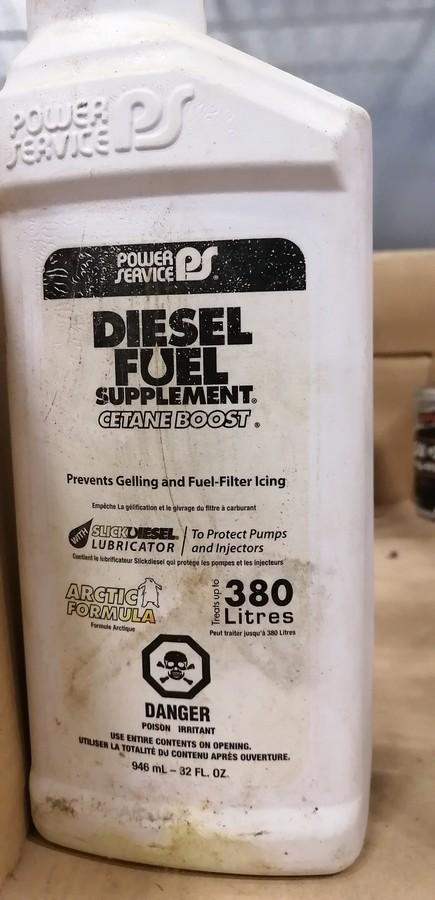 POWER PS
SERVICE
POWER PS
SERVICE
DIESEL
FUEL
SUPPLEMENT®
CETANE BOOST®
Prevents Gelling and Fuel-Filter Icing
Empêche La gélification et le givrage du filtre à carburant
WITH SLICKDIESEL® To Protect Pumps
LUBRICATOR and Injectors
Contient le lubrificateur Slickdiesel qui protège les pompes et les injecteurs
ARCTIC
FORMULA
Formule Arctique
Treats up to 380
Litres
Peut traiter jusqu'à 380 Litres
DANGER
POISON IRRITANT
USE ENTIRE CONTENTS ON OPENING.
UTILISER LA TOTALITÉ DU CONTENU APRÈS OUVERTURE.
946 mL – 32 FL. OZ.